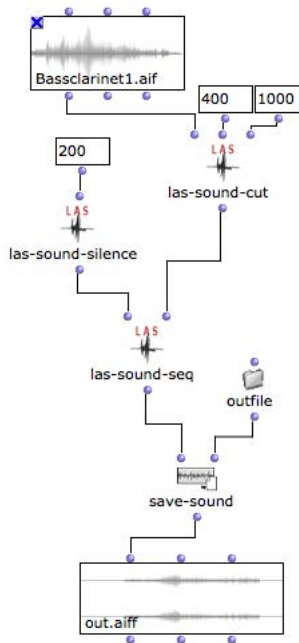 Bassclarinet1.aif
400
1000
200
LAS
las-sound-cut
LAS
las-sound-silence
LAS
las-sound-seq
outfile
save-sound
out.aiff